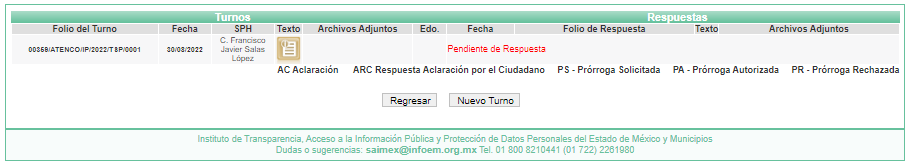 Turnos Respuestas
Folio del Turno Fecha SPH Texto Archivos Adjuntos Edo. Fecha Folio de Respuesta Texto Archivos Adjuntos
00359/ATENCO/IP/2022/TSP/0001 30/08/2022 C. Francisco Javier Salas López Pendiente de Respuesta
AC Aclaración ARC Respuesta Aclaración por el Ciudadano PS - Prórroga Solicitada PA - Prórroga Autorizada PR - Prórroga Rechazada
Regresar Nuevo Turno
Instituto de Transparencia, Acceso a la Información Pública y Protección de Datos Personales del Estado de México y Municipios
Dudas o sugerencias: saimex@infoem.org.mx Tel. 01 800 8210441 (01 722) 2261980